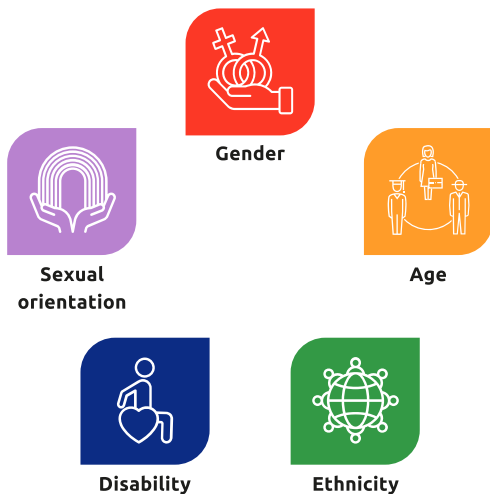 Gender
Sexual
orientation
Age
Disability
Ethnicity